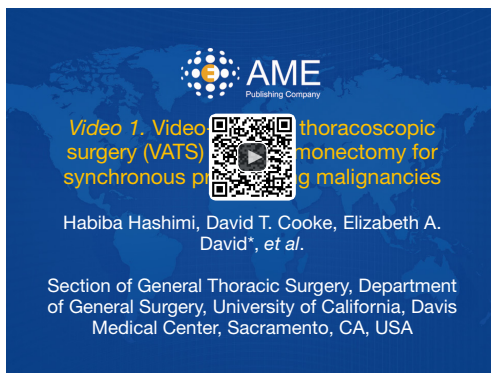 AME
Publishing Company
Video 1. Video- thoracoscopic
surgery (VATS) monectomy for
synchronous pr g malignancies
Habiba Hashimi, David T. Cooke, Elizabeth A.
David*, et al.
Section of General Thoracic Surgery, Department
of General Surgery, University of California, Davis
Medical Center, Sacramento, CA, USA